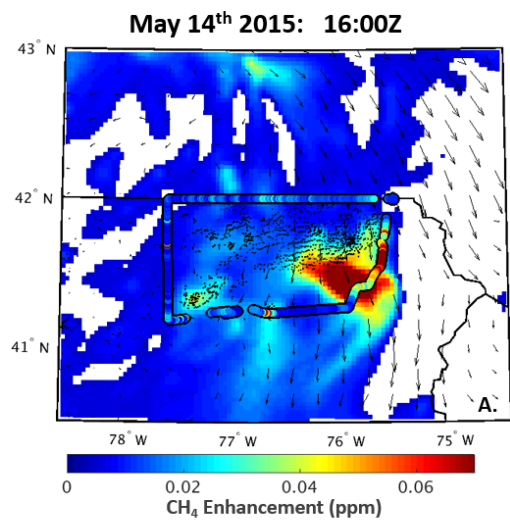 May 14th 2015: 16:00Z
43° N
42° N
41° N
A.
78° W
77° W
76° W
75° W
0
0.02
0.04
0.06
CH4 Enhancement (ppm)